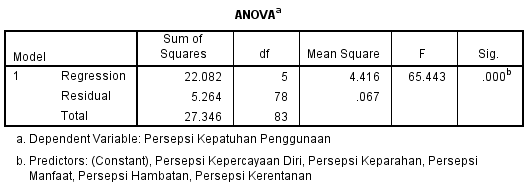 ANOVAa
Model Sum of Squares df Mean Square F Sig.
1 Regression 22.082 5 4.416 65.443 .000b
Residual 5.264 78 .067
Total 27.346 83
a. Dependent Variable: Persepsi Kepatuhan Penggunaan
b. Predictors: (Constant), Persepsi Kepercayaan Diri, Persepsi Keparahan, Persepsi
Manfaat, Persepsi Hambatan, Persepsi Kerentanan